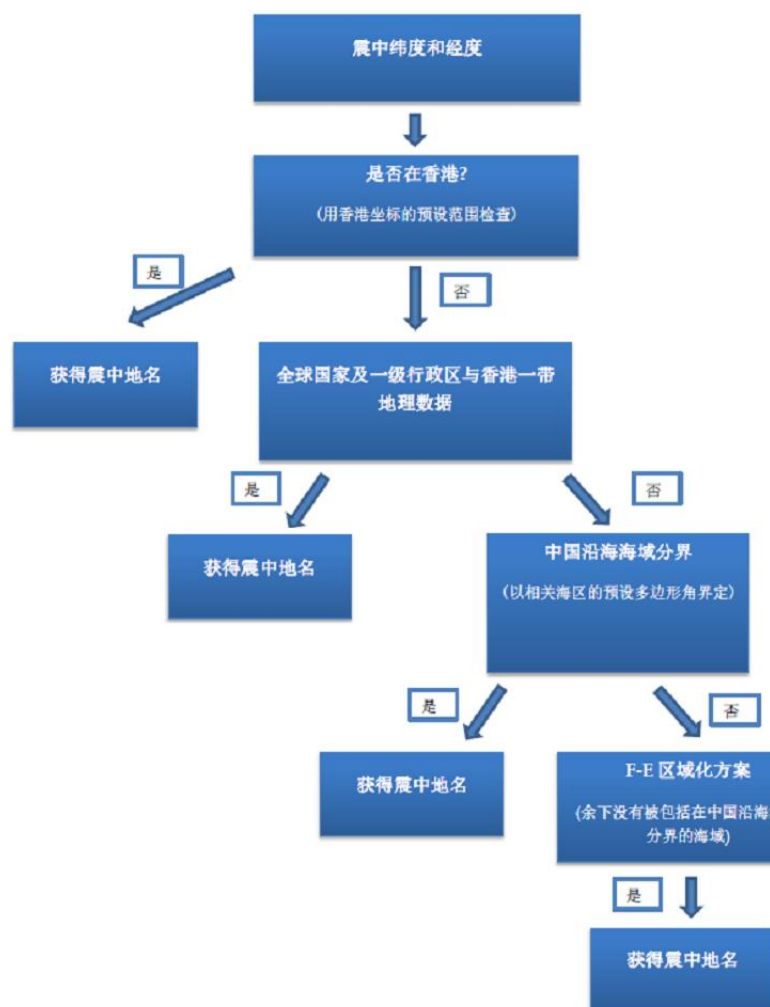 震中纬度和经度
是否在香港?
(用香港坐标的预设范围检查)
是
否
获得震中地名
全球国家及一级行政区与香港一带
地理数据
是
否
获得震中地名
中国沿海海域分界
(以相关海区的预设多边形角界定)
是
否
获得震中地名
F-E 区域化方案
(余下没有被包括在中国沿海
分界的海域)
是
获得震中地名